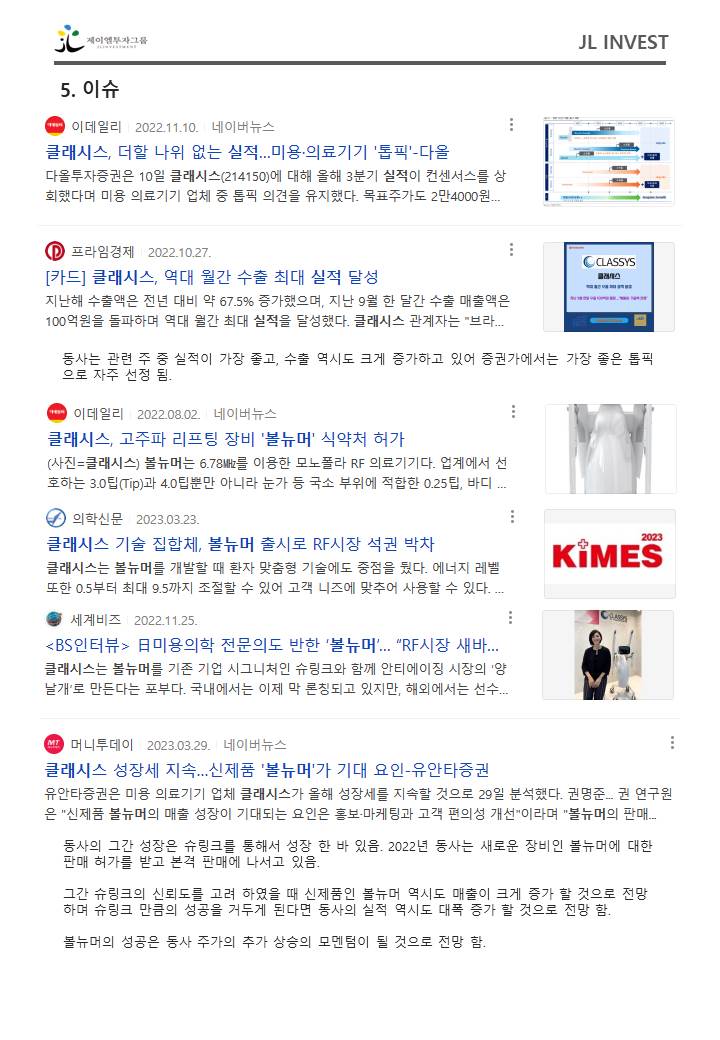 제이엘투자그룹
JLINVESTMENT
JL INVEST
5. 이슈
이데일리 2022.11.10. 네이버뉴스
클래시스, 더할 나위 없는 실적...미용·의료기기 '톱픽'-다올
다올투자증권은 10일 클래시스(214150)에 대해 올해 3분기 실적이 컨센서스를 상
회했다며 미용 의료기기 업체 중 톱픽 의견을 유지했다. 목표주가도 2만4000원...
프라임경제 2022.10.27.
[카드] 클래시스, 역대 월간 수출 최대 실적 달성
지난해 수출액은 전년 대비 약 67.5% 증가했으며, 지난 9월 한 달간 수출 매출액은
100억원을 돌파하며 역대 월간 최대 실적을 달성했다. 클래시스 관계자는 "브라...
CLASSYS
클래시스
동사는 관련 주 중 실적이 가장 좋고, 수출 역시도 크게 증가하고 있어 증권가에서는 가장 좋은 톱픽
으로 자주 선정 됨.
이데일리 2022.08.02. 네이버뉴스
클래시스, 고주파 리프팅 장비 '볼뉴머' 식약처 허가
(사진=클래시스) 볼뉴머는 6.78㎒를 이용한 모노폴라 RF 의료기기다. 업계에서 선
호하는 3.0팁(Tip)과 4.0팁뿐만 아니라 눈가 등 국소 부위에 적합한 0.25팁, 바디 ...
의학신문 2023.03.23.
클래시스 기술 집합체, 볼뉴머 출시로 RF시장 석권 박차
클래시스는 볼뉴머를 개발할 때 환자 맞춤형 기술에도 중점을 뒀다. 에너지 레벨
또한 0.5부터 최대 9.5까지 조절할 수 있어 고객 니즈에 맞추어 사용할 수 있다. ...
2023
KIMES
세계비즈 2022.11.25.
<BS인터뷰> 日미용의학 전문의도 반한 ‘볼뉴머’... “RF시장 새바...
클래시스는 볼뉴머를 기존 기업 시그니처인 슈링크와 함께 안티에이징 시장의 '양
날개'로 만든다는 포부다. 국내에서는 이제 막 론칭되고 있지만, 해외에서는 선수...
MT
머니투데이 2023.03.29. 네이버뉴스
클래시스 성장세 지속...신제품 '볼뉴머'가 기대 요인-유안타증권
유안타증권은 미용 의료기기 업체 클래시스가 올해 성장세를 지속할 것으로 29일 분석했다. 권명준... 권 연구원
은 "신제품 볼뉴머의 매출 성장이 기대되는 요인은 홍보·마케팅과 고객 편의성 개선"이라며 "볼뉴머의 판매...
동사의 그간 성장은 슈링크를 통해서 성장 한 바 있음. 2022년 동사는 새로운 장비인 볼뉴머에 대한
판매 허가를 받고 본격 판매에 나서고 있음.
그간 슈링크의 신뢰도를 고려 하였을 때 신제품인 볼뉴머 역시도 매출이 크게 증가 할 것으로 전망
하며 슈링크 만큼의 성공을 거두게 된다면 동사의 실적 역시도 대폭 증가 할 것으로 전망 함.
볼뉴머의 성공은 동사 주가의 추가 상승의 모멘텀이 될 것으로 전망 함.